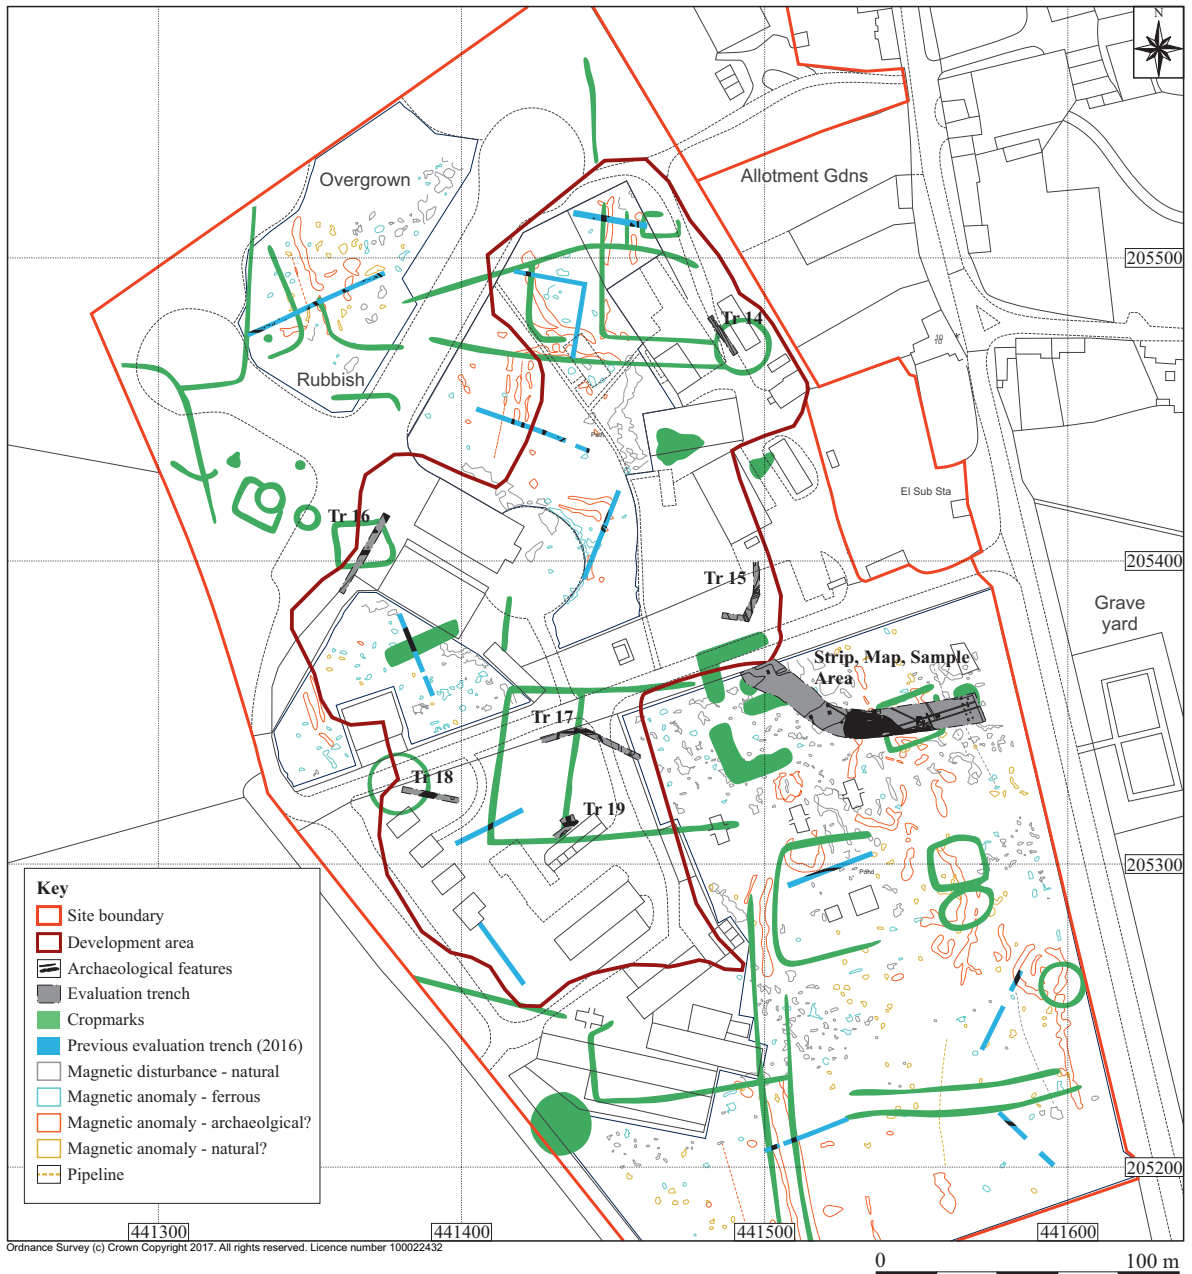 N
Overgrown
Allotment Gdns
205500
Tr 14
Rubbish
El Sub Sta
Tr 16
205400
Tr 15
Grave
yard
Strip, Map, Sample
Area
Tr 17
Tr 18
Tr 19
205300
Pond
Key
Site boundary
Development area
Archaeological features
Evaluation trench
Cropmarks
Previous evaluation trench (2016)
Magnetic disturbance - natural
Magnetic anomaly - ferrous
Magnetic anomaly - archaeolgical?
Magnetic anomaly - natural?
Pipeline
205200
441300
441400
441500
441600
Ordnance Survey (c) Crown Copyright 2017. All rights reserved. Licence number 100022432
0
100 m